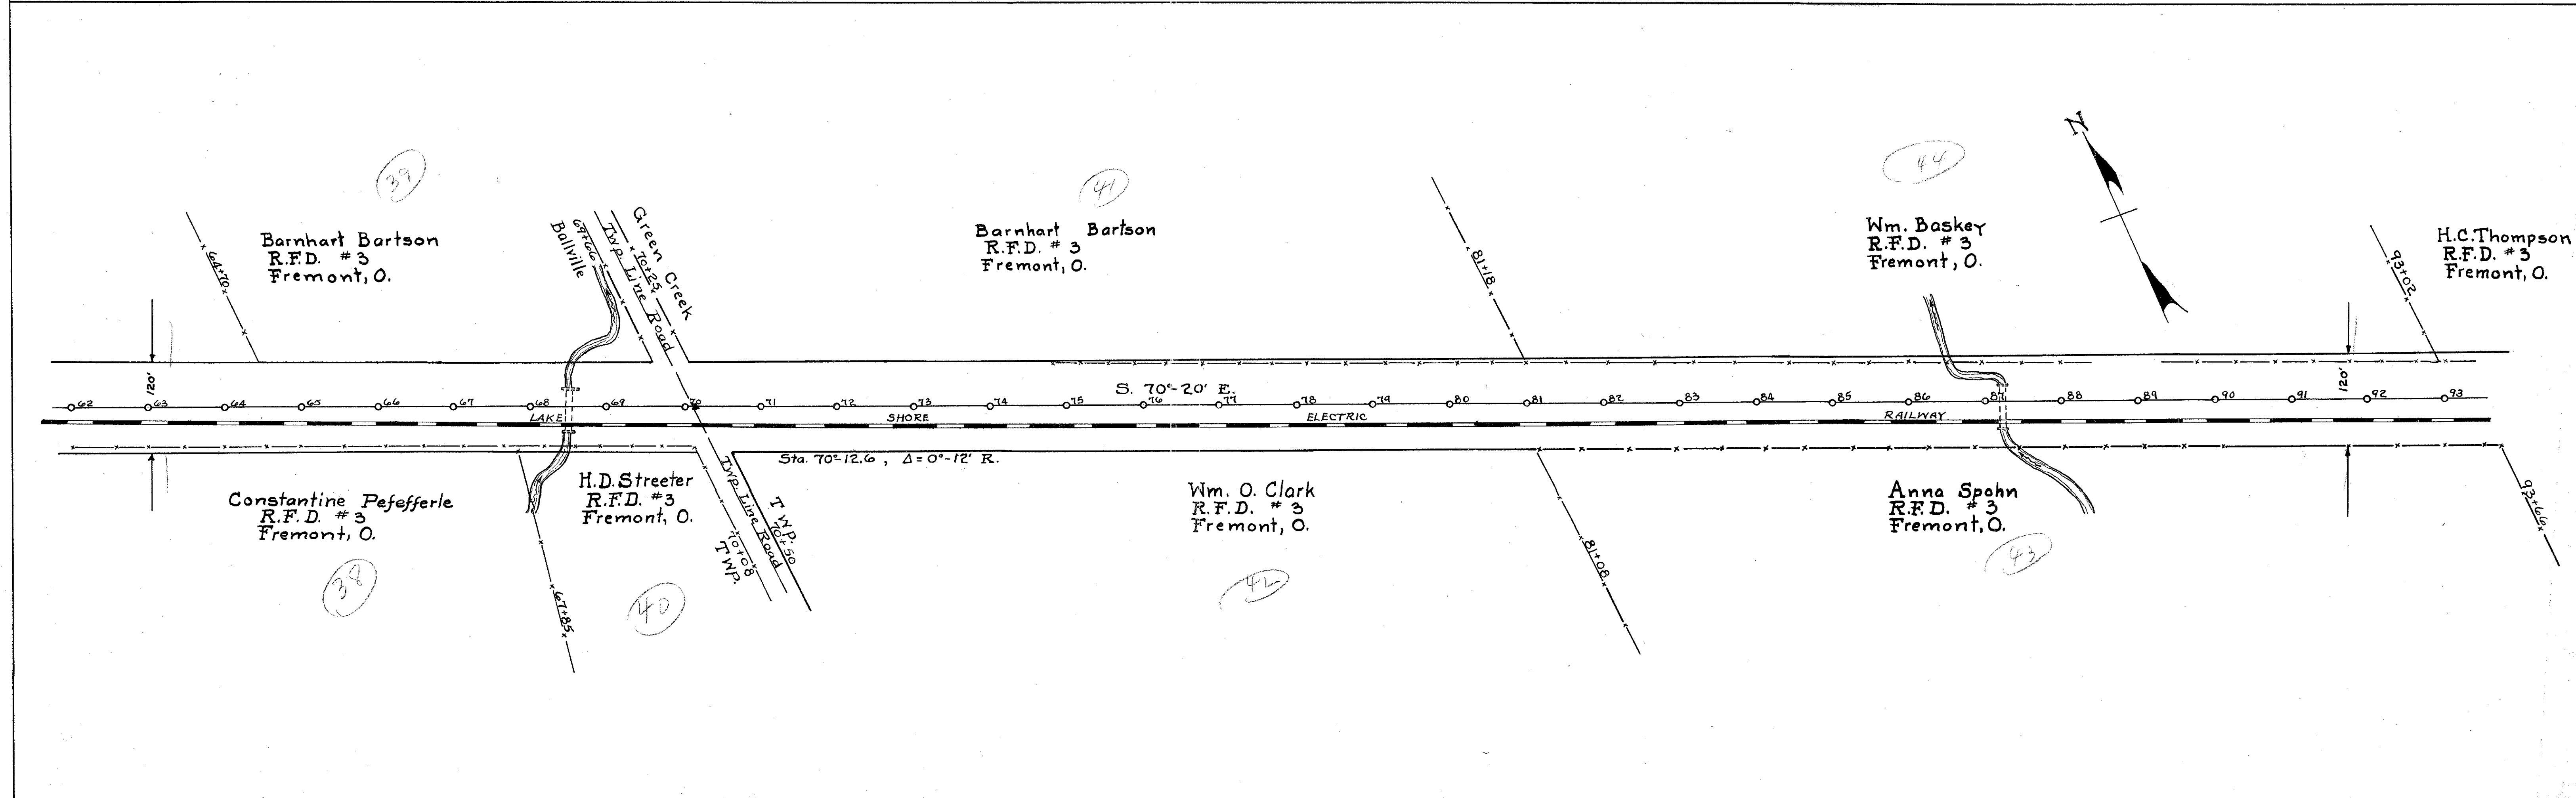 39
41
44
N
Barnhart Bartson
R.F.D. # 3
Fremont, O.
64+70
Ballville
69+66
Twp. Line Road
70+25
Green Creek
Barnhart Bartson
R.F.D. # 3
Fremont, O.
81+18
Wm. Baskey
R.F.D. # 3
Fremont, O.
93+02
H.C. Thompson
R.F.D. # 3
Fremont, O.
120'
S. 70°-20' E.
120'
62 63 64 65 66 67 68 69 70 71 72 73 74 75 76 77 78 79 80 81 82 83 84 85 86 87 88 89 90 91 92 93
LAKE SHORE ELECTRIC RAILWAY
Sta. 70°-12.6 , Δ = 0°-12' R.
Constantine Pefefferle
R.F.D. # 3
Fremont, O.
H.D. Streeter
R.F.D. # 3
Fremont, O.
Twp. Line Road
TWP.
70+50
70+08
TWP.
Wm. O. Clark
R.F.D. # 3
Fremont, O.
Anna Spohn
R.F.D. # 3
Fremont, O.
93+66
81+08
67+85
38
40
42
43